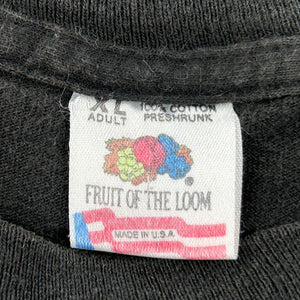 XL 100% COTTON
ADULT PRESHRUNK
®
FRUIT OF THE LOOM
MADE IN U.S.A.